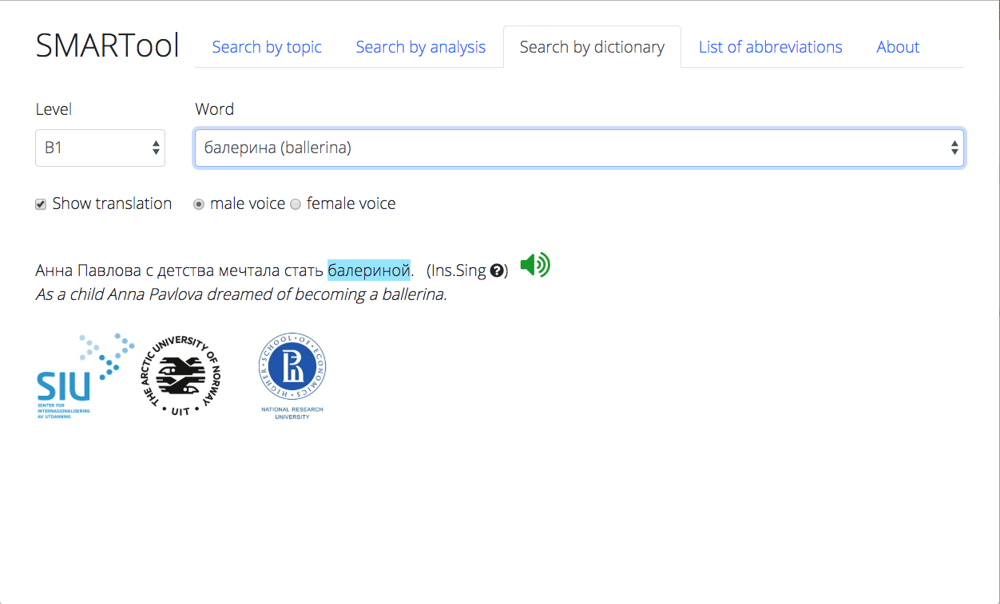 SMARTool
Search by topic
Search by analysis
Search by dictionary
List of abbreviations
About
Level
Word
B1
балерина (ballerina)
Show translation
male voice
female voice
Анна Павлова с детства мечтала стать балериной. (Ins.Sing ?)
As a child Anna Pavlova dreamed of becoming a ballerina.
SIU
SENTER FOR
INTERNASJONALISERING
AV UTDANNING
THE ARCTIC UNIVERSITY OF NORWAY
• UIT •
HIGHER • SCHOOL • OF • ECONOMICS •
NATIONAL RESEARCH
UNIVERSITY